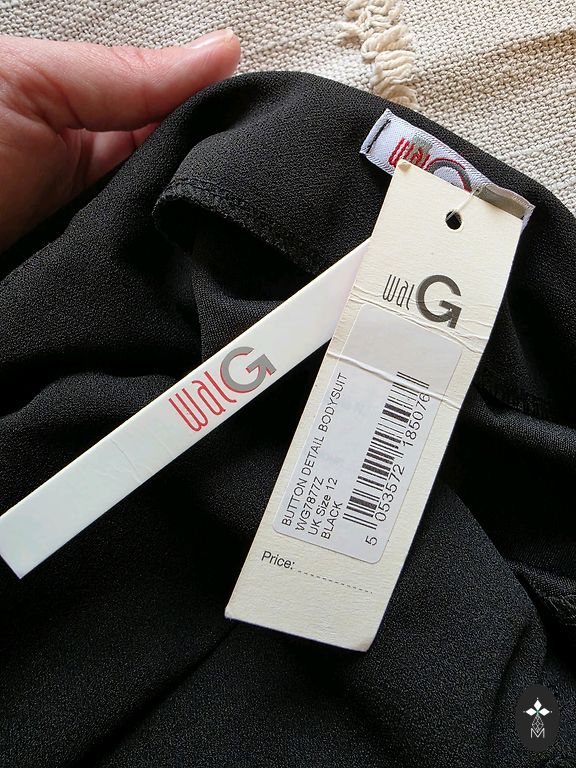 walG
walG
walG
BUTTON DETAIL BODYSUIT
WG7877Z
UK Size 12
BLACK
5 053572 185076
Price:
M